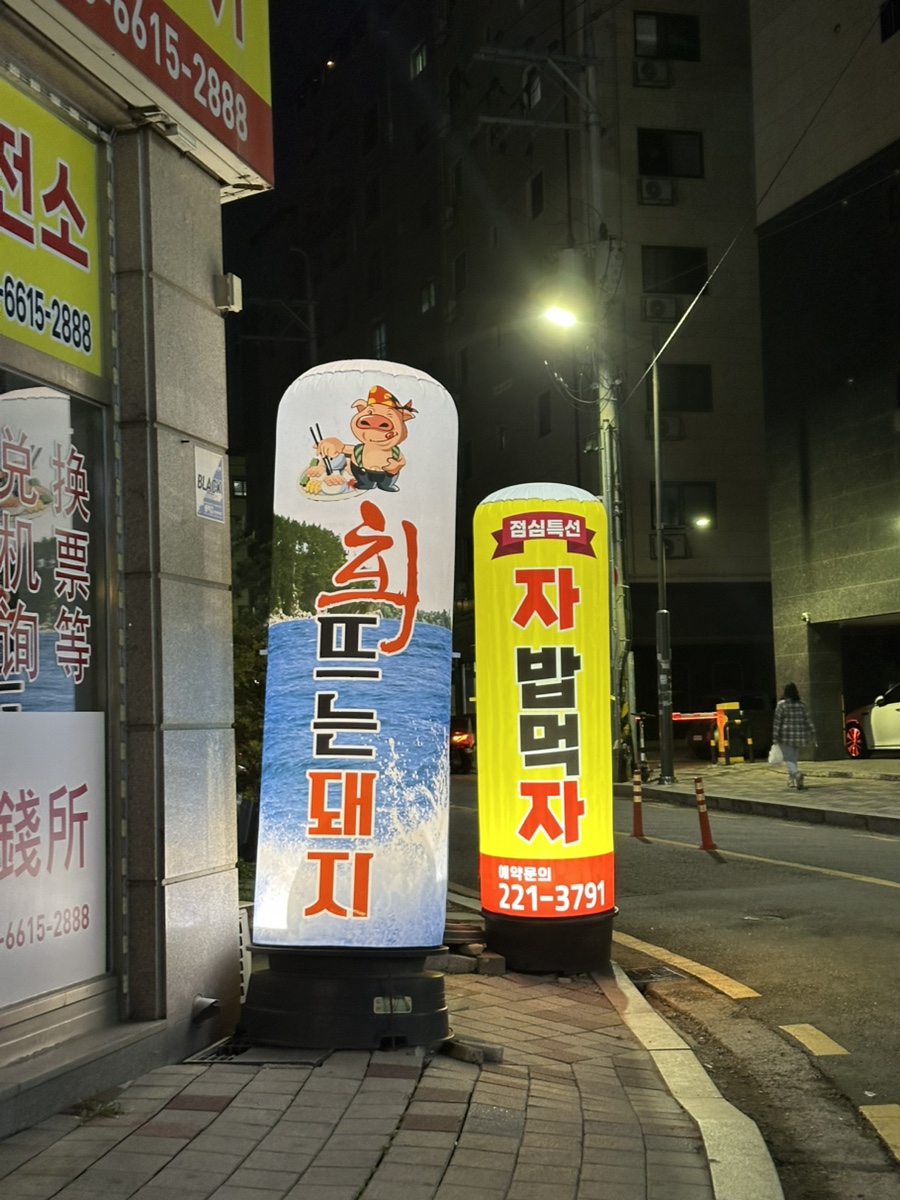 -6615-2888
전소
-6615-2888
换票等
兑机询
BLACK
錢所
-6615-2888
회뜨는돼지
점심특선
자 밥먹자
예약문의
221-3791